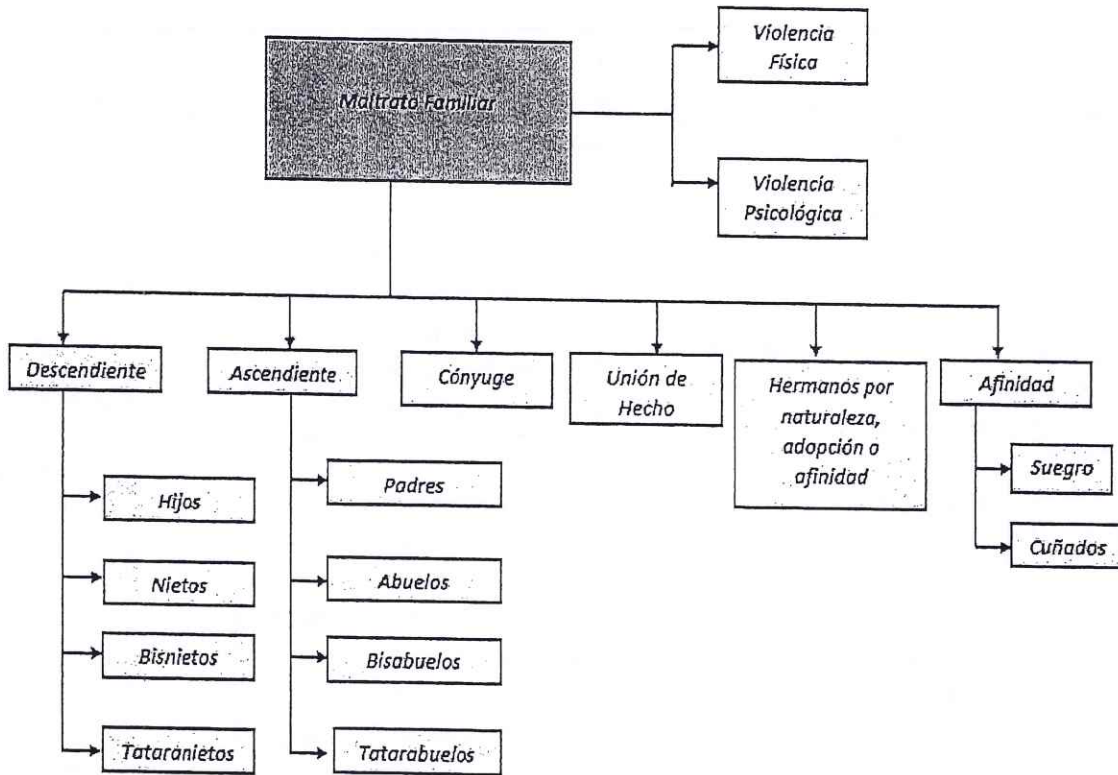 Maltrato Familiar
Violencia
Física
Violencia
Psicológica
Descendiente
Ascendiente
Cónyuge
Unión de
Hecho
Hermanos por
naturaleza,
adopción o
afinidad
Afinidad
Hijos
Nietos
Bisnietos
Tataranietos
Padres
Abuelos
Bisabuelos
Tatarabuelos
Suegro
Cuñados